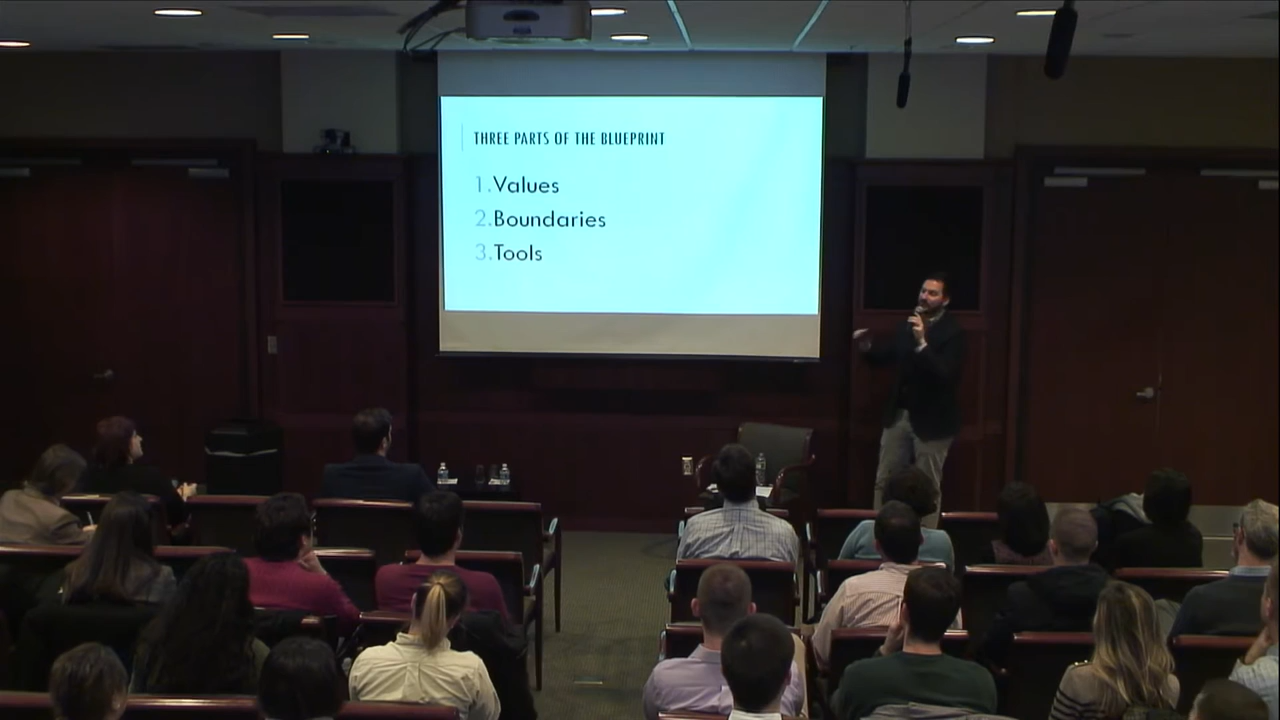 THREE PARTS OF THE BLUEPRINT
1. Values
2. Boundaries
3. Tools